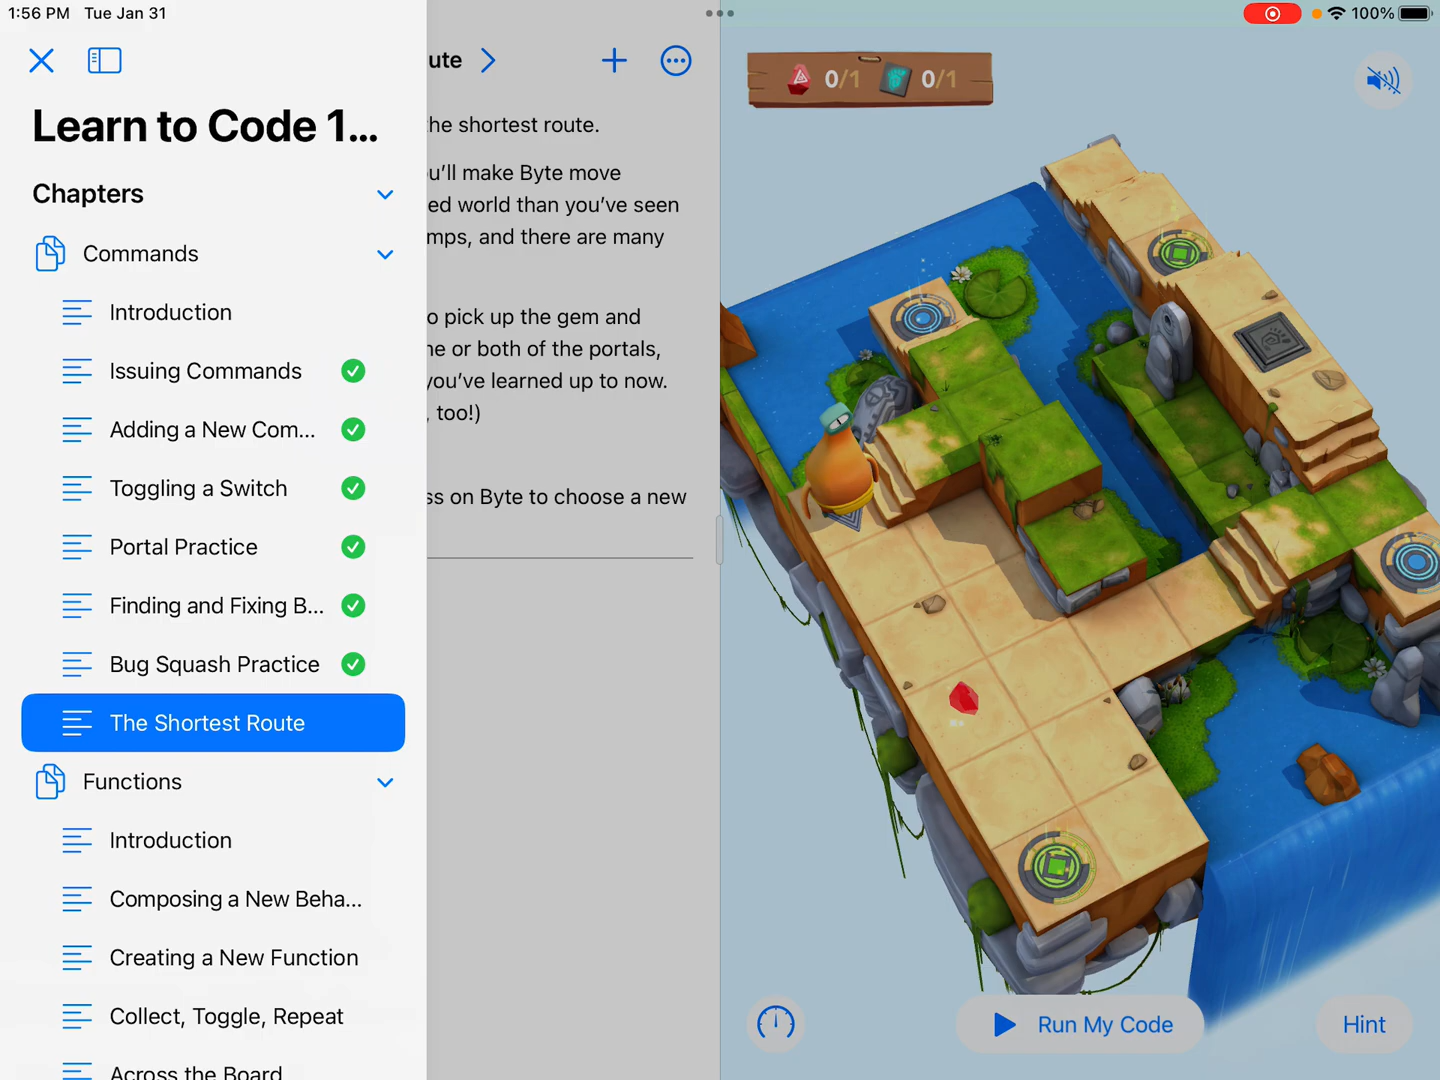 1:56 PM Tue Jan 31
100%
Learn to Code 1...
Chapters
Commands
Introduction
Issuing Commands
Adding a New Com...
Toggling a Switch
Portal Practice
Finding and Fixing B...
Bug Squash Practice
The Shortest Route
Functions
Introduction
Composing a New Beha...
Creating a New Function
Collect, Toggle, Repeat
Across the Board
ute
he shortest route.
u'll make Byte move
ed world than you've seen
mps, and there are many
o pick up the gem and
ne or both of the portals,
you've learned up to now.
, too!)
ss on Byte to choose a new
0/1 0/1
Run My Code
Hint